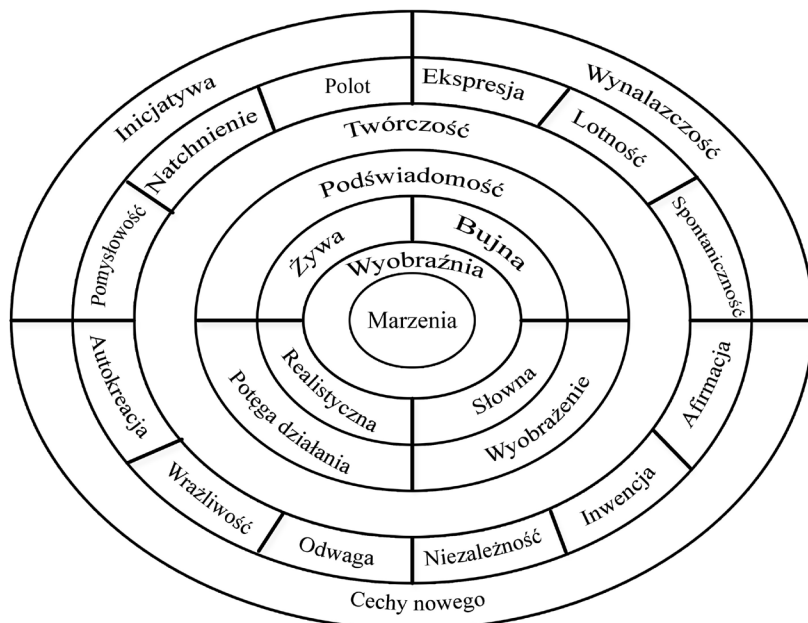 Inicjatywa
Wynalazczość
Natchnienie
Polot
Ekspresja
Lotność
Pomysłowość
Spontaniczność
Twórczość
Podświadomość
Żywa
Bujna
Wyobraźnia
Marzenia
Realistyczna
Słowna
Potęga działania
Wyobrażenie
Autokreacja
Afirmacja
Wrażliwość
Inwencja
Odwaga
Niezależność
Cechy nowego